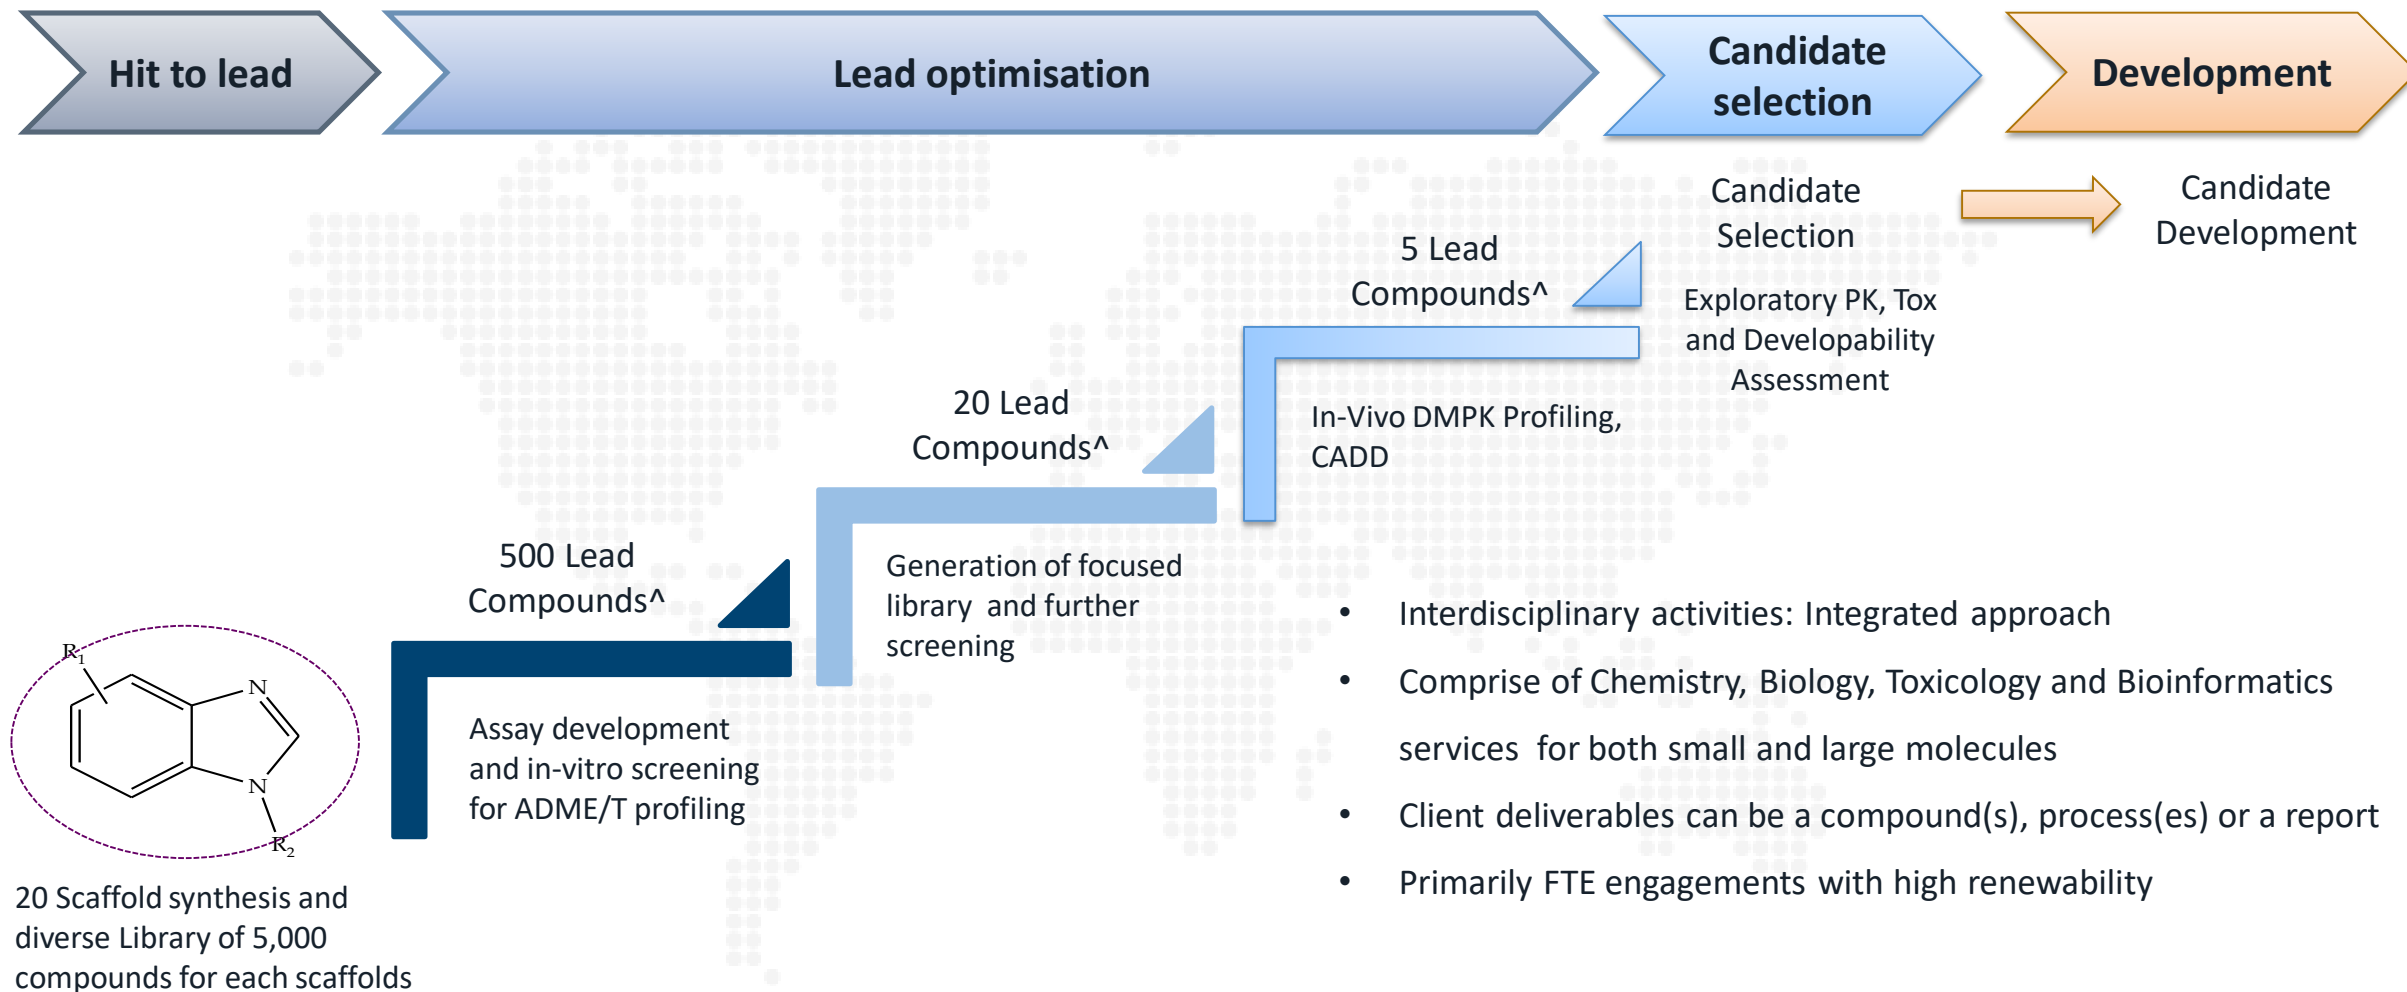 Hit to lead
Lead optimisation
Candidate
selection
Development
Candidate
Selection
Candidate
Development
5 Lead
Compounds^
Exploratory PK, Tox
and Developability
Assessment
20 Lead
Compounds^
In-Vivo DMPK Profiling,
CADD
500 Lead
Compounds^
Generation of focused
library and further
screening
R1
N
N
R2
Assay development
and in-vitro screening
for ADME/T profiling
20 Scaffold synthesis and
diverse Library of 5,000
compounds for each scaffolds
• Interdisciplinary activities: Integrated approach
• Comprise of Chemistry, Biology, Toxicology and Bioinformatics
services for both small and large molecules
• Client deliverables can be a compound(s), process(es) or a report
• Primarily FTE engagements with high renewability